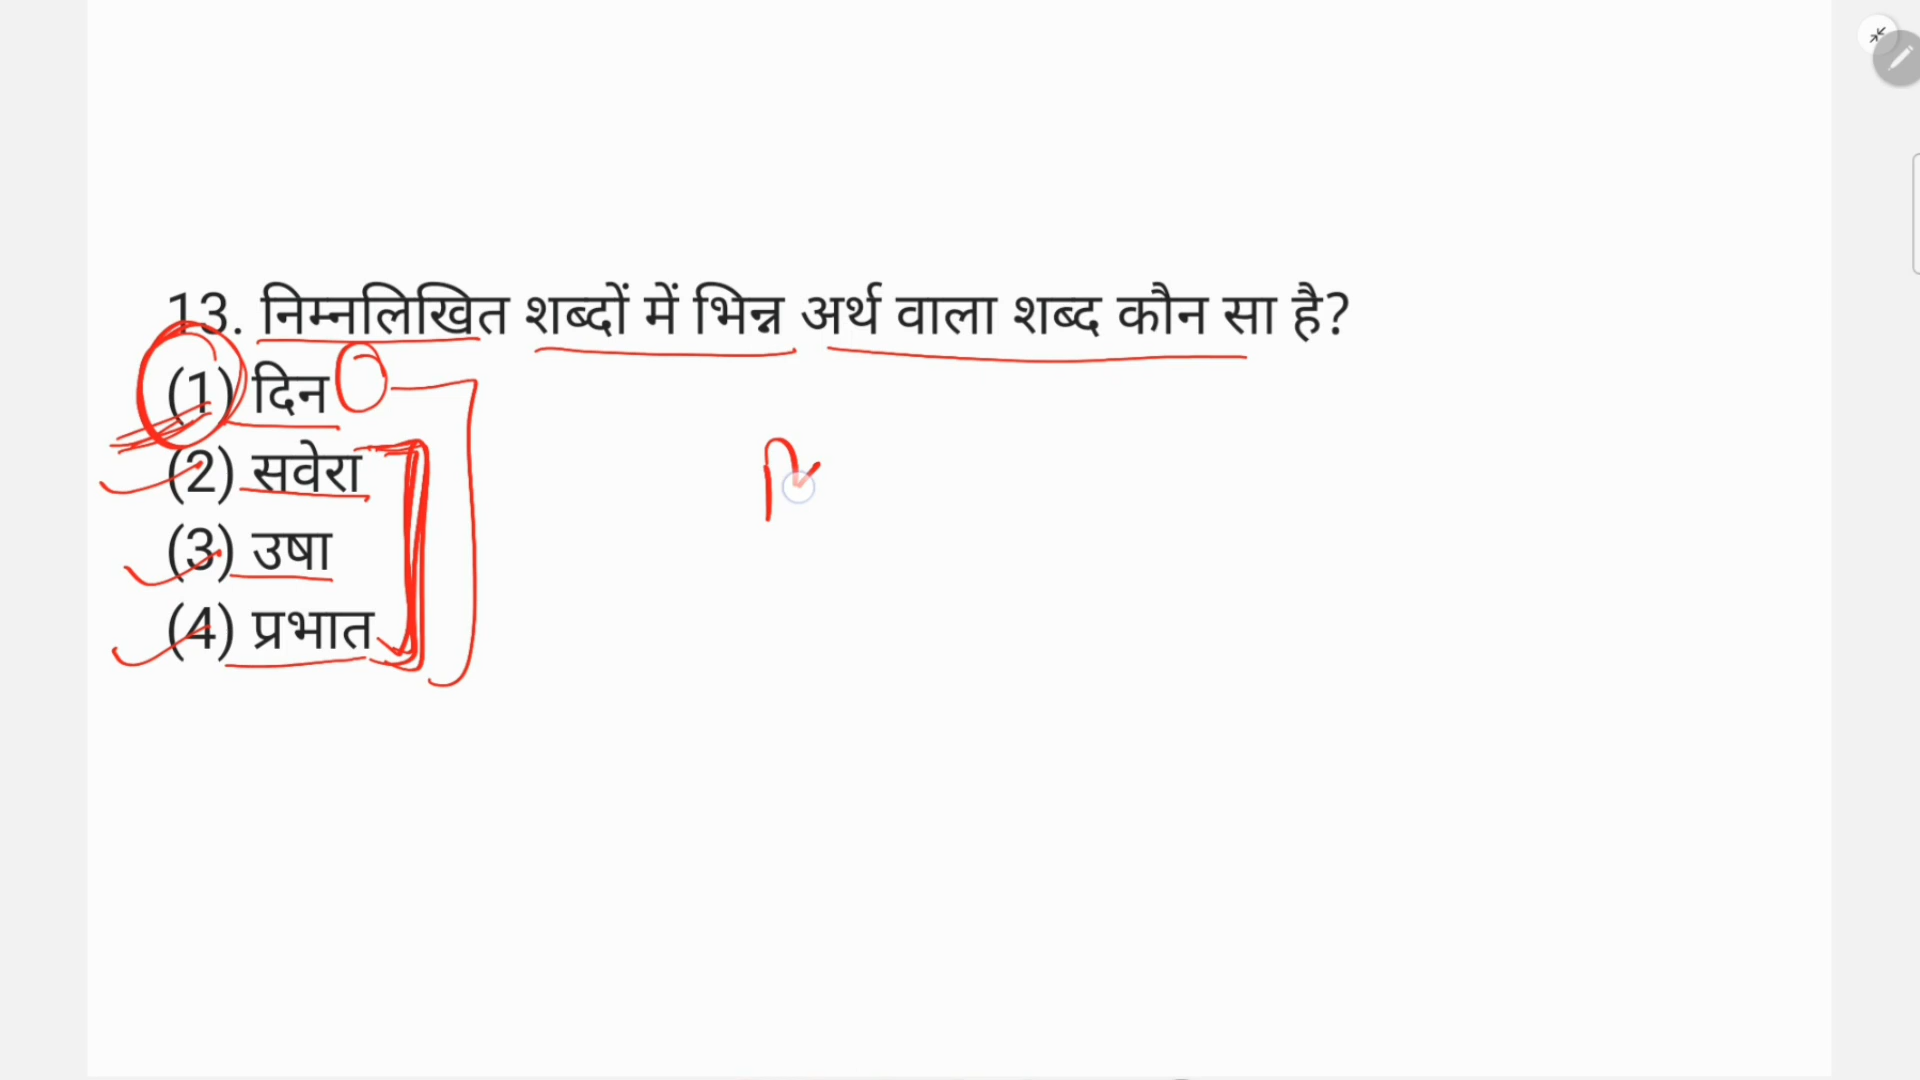 13. निम्नलिखित शब्दों में भिन्न अर्थ वाला शब्द कौन सा है?
(1) दिन
(2) सवेरा
(3) उषा
(4) प्रभात